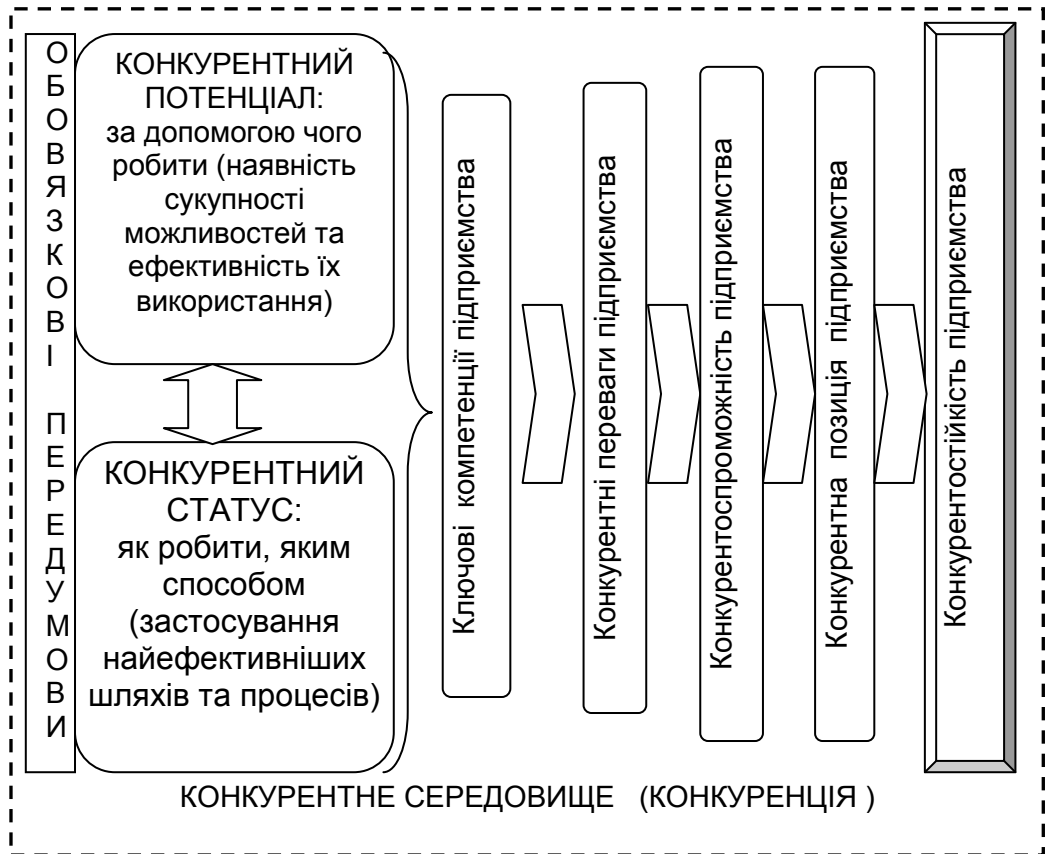 ОБОВЯЗКОВІ ПЕРЕДУМОВИ
КОНКУРЕНТНИЙ
ПОТЕНЦІАЛ:
за допомогою чого
робити (наявність
сукупності
можливостей та
ефективність їх
використання)
КОНКУРЕНТНИЙ
СТАТУС:
як робити, яким
способом
(застосування
найефективніших
шляхів та процесів)
Ключові компетенції підприємства
Конкурентні переваги підприємства
Конкурентоспроможність підприємства
Конкурентна позиція підприємства
Конкурентостійкість підприємства
КОНКУРЕНТНЕ СЕРЕДОВИЩЕ (КОНКУРЕНЦІЯ )